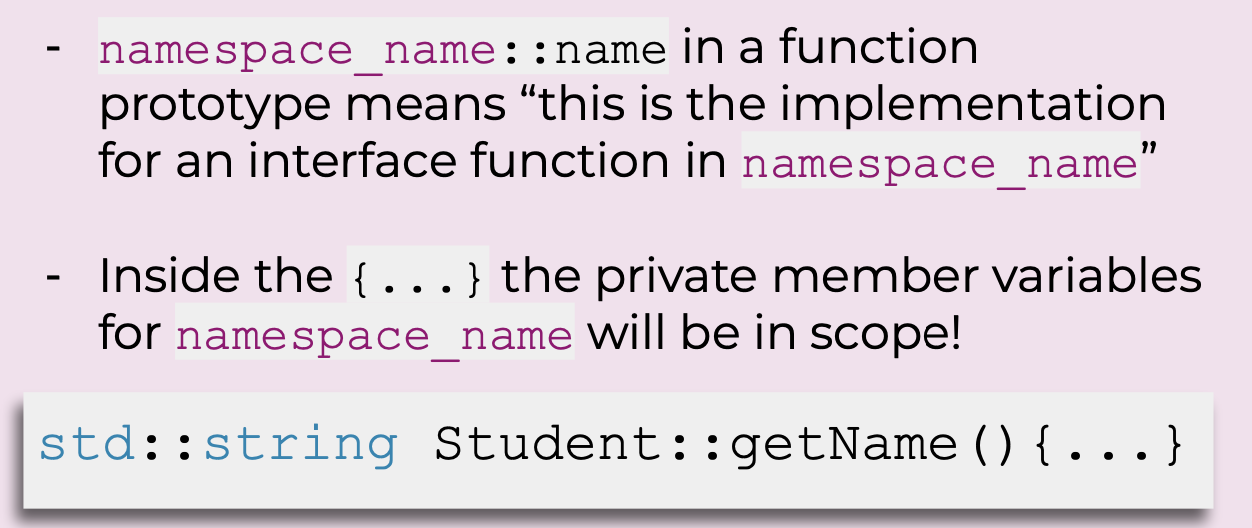 - namespace_name::name in a function
prototype means “this is the implementation
for an interface function in namespace_name”
- Inside the {...} the private member variables
for namespace_name will be in scope!
std::string Student::getName(){...}